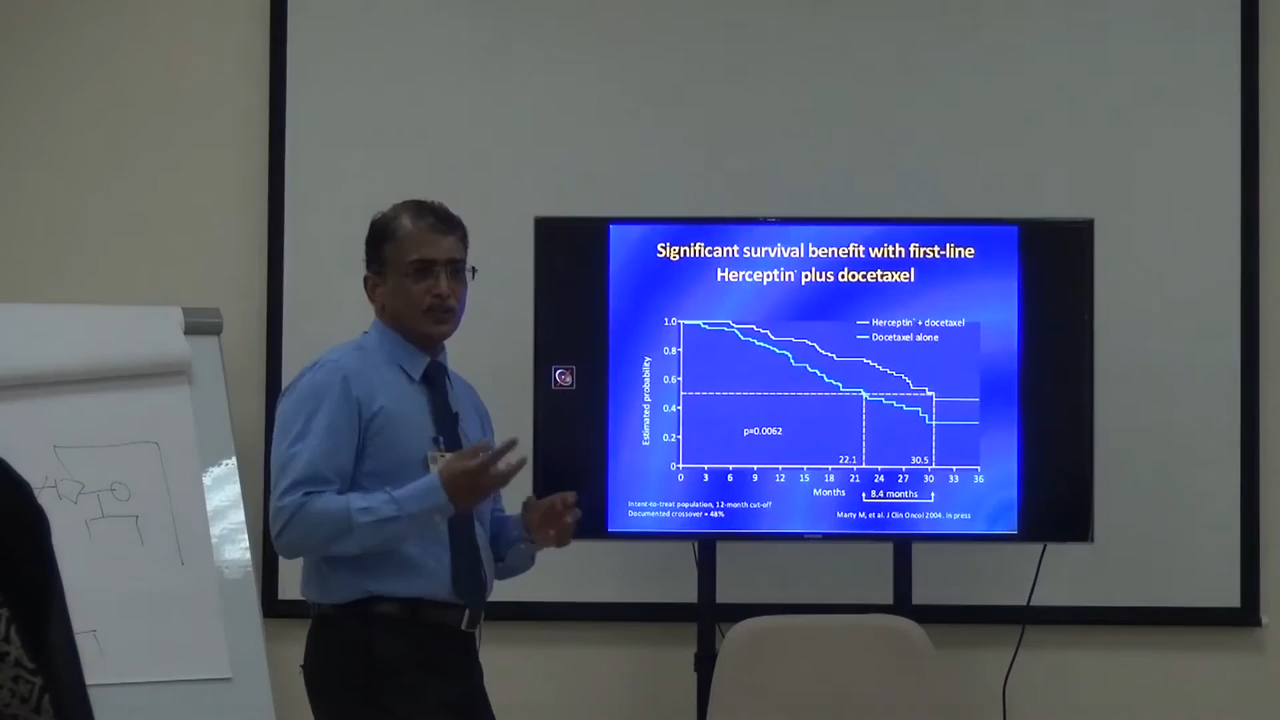 Significant survival benefit with first-line
Herceptin® plus docetaxel
Herceptin® + docetaxel
Docetaxel alone
Estimated probability
1.0
0.8
0.6
0.4
0.2
0
p=0.0062
22.1
30.5
0 3 6 9 12 15 18 21 24 27 30 33 36
Months
8.4 months
Intent-to-treat population, 12-month cut-off
Documented crossover = 48%
Marty M, et al. J Clin Oncol 2004. in press